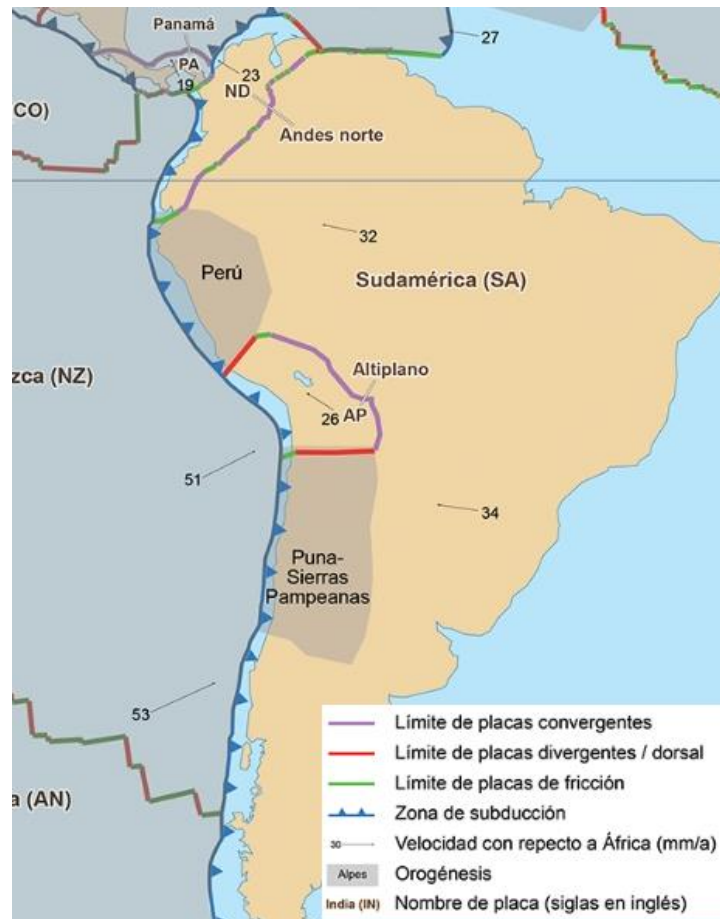 Panamá
27
PA
23
19
ND
CO)
Andes norte
32
Perú
Sudamérica (SA)
zca (NZ)
Altiplano
26
AP
51
34
Puna-
Sierras
Pampeanas
53
a (AN)
Límite de placas convergentes
Límite de placas divergentes / dorsal
Límite de placas de fricción
Zona de subducción
30 Velocidad con repecto a África (mm/a)
Alpes Orogénesis
India (IN) Nombre de placa (siglas en inglés)